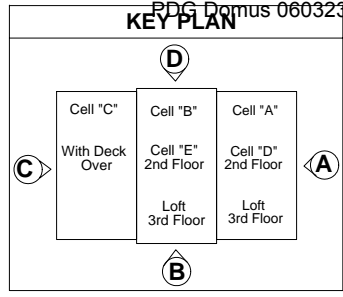 PDG Domus 060323
KEY PLAN
D
Cell "C"
Cell "B"
Cell "A"
With Deck
Over
Cell "E"
2nd Floor
Cell "D"
2nd Floor
C
A
Loft
3rd Floor
Loft
3rd Floor
B